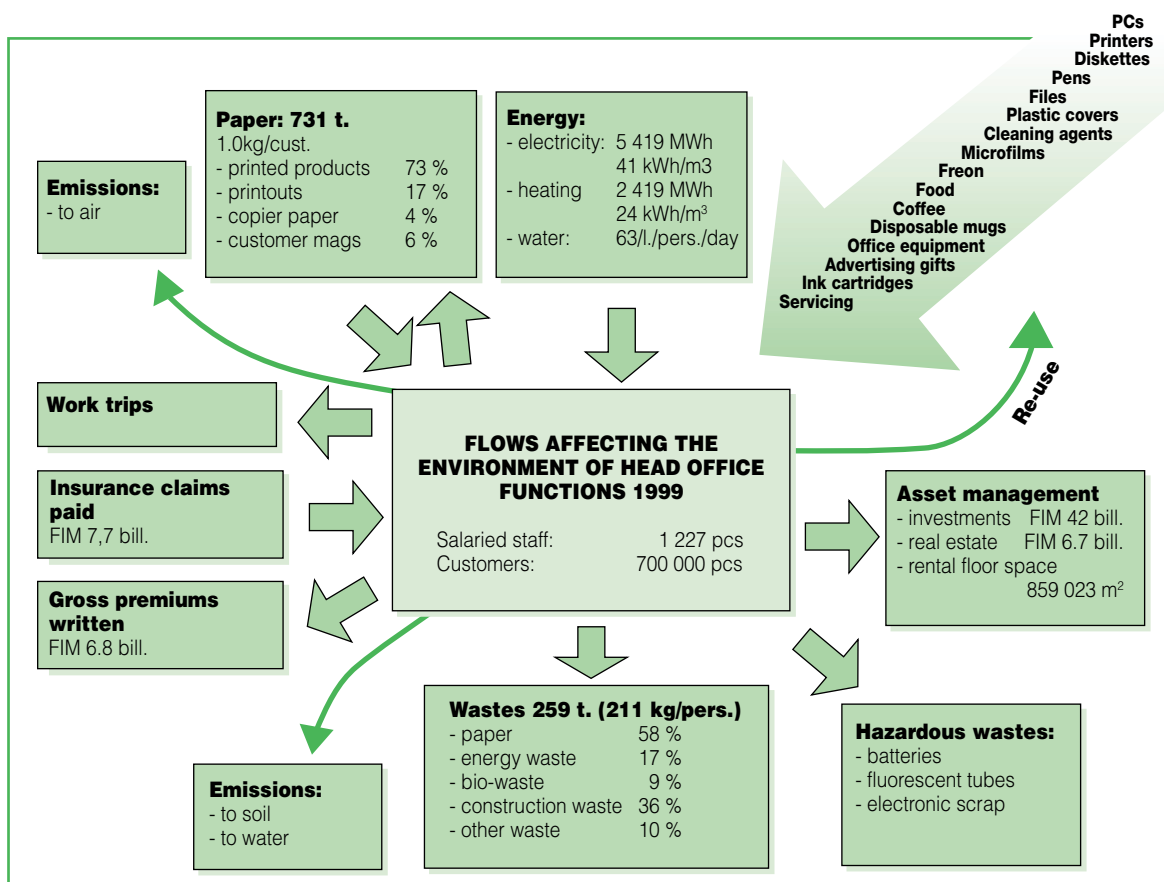 PCs
Printers
Diskettes
Pens
Files
Plastic covers
Cleaning agents
Microfilms
Freon
Food
Coffee
Disposable mugs
Office equipment
Advertising gifts
Ink cartridges
Servicing
Paper: 731 t.
1.0kg/cust.
- printed products 73 %
- printouts 17 %
- copier paper 4 %
- customer mags 6 %
Energy:
- electricity: 5 419 MWh
41 kWh/m3
- heating 2 419 MWh
24 kWh/m³
- water: 63/l./pers./day
Emissions:
- to air
Re-use
Work trips
Insurance claims
paid
FIM 7,7 bill.
Gross premiums
written
FIM 6.8 bill.
FLOWS AFFECTING THE
ENVIRONMENT OF HEAD OFFICE
FUNCTIONS 1999
Salaried staff: 1 227 pcs
Customers: 700 000 pcs
Asset management
- investments FIM 42 bill.
- real estate FIM 6.7 bill.
- rental floor space
859 023 m²
Emissions:
- to soil
- to water
Wastes 259 t. (211 kg/pers.)
- paper 58 %
- energy waste 17 %
- bio-waste 9 %
- construction waste 36 %
- other waste 10 %
Hazardous wastes:
- batteries
- fluorescent tubes
- electronic scrap